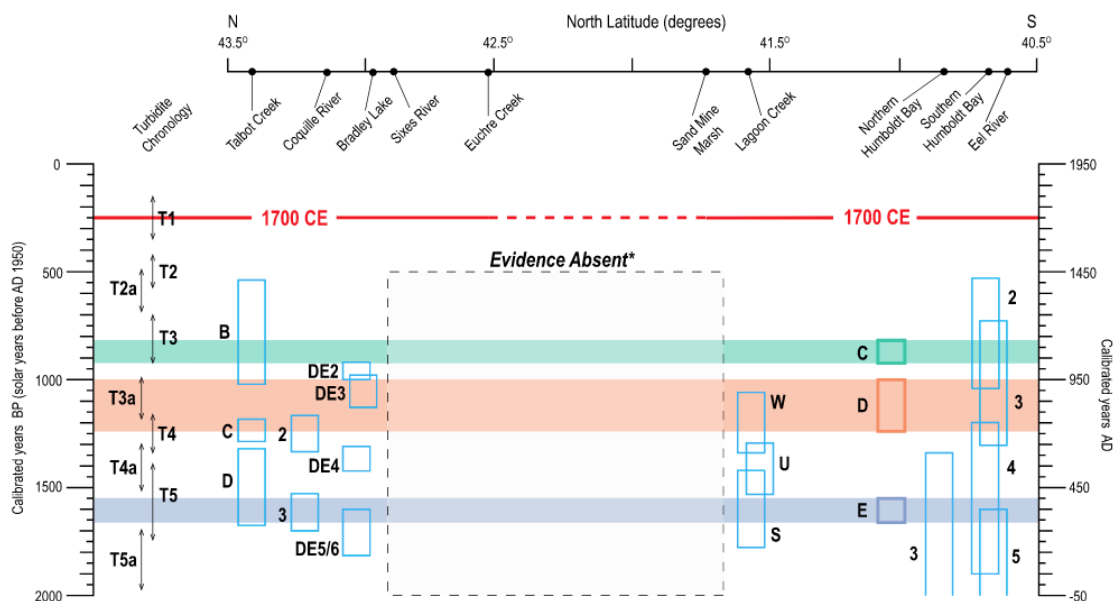 N
North Latitude (degrees)
S
43.5°
42.5°
41.5°
40.5°
Turbidite
Chronology
Talbot Creek
Coquille River
Bradley Lake
Sixes River
Euchre Creek
Sand Mine
Marsh
Lagoon Creek
Northern
Humboldt Bay
Southern
Humboldt Bay
Eel River
Calibrated years BP (solar years before AD 1950)
0
500
1000
1500
2000
Calibrated years AD
1950
1450
950
450
-50
T1
T2
T2a
T3
T3a
T4
T4a
T5
T5a
1700 CE
1700 CE
Evidence Absent*
B
C
D
2
3
DE2
DE3
DE4
DE5/6
W
U
S
C
D
E
3
2
3
4
5